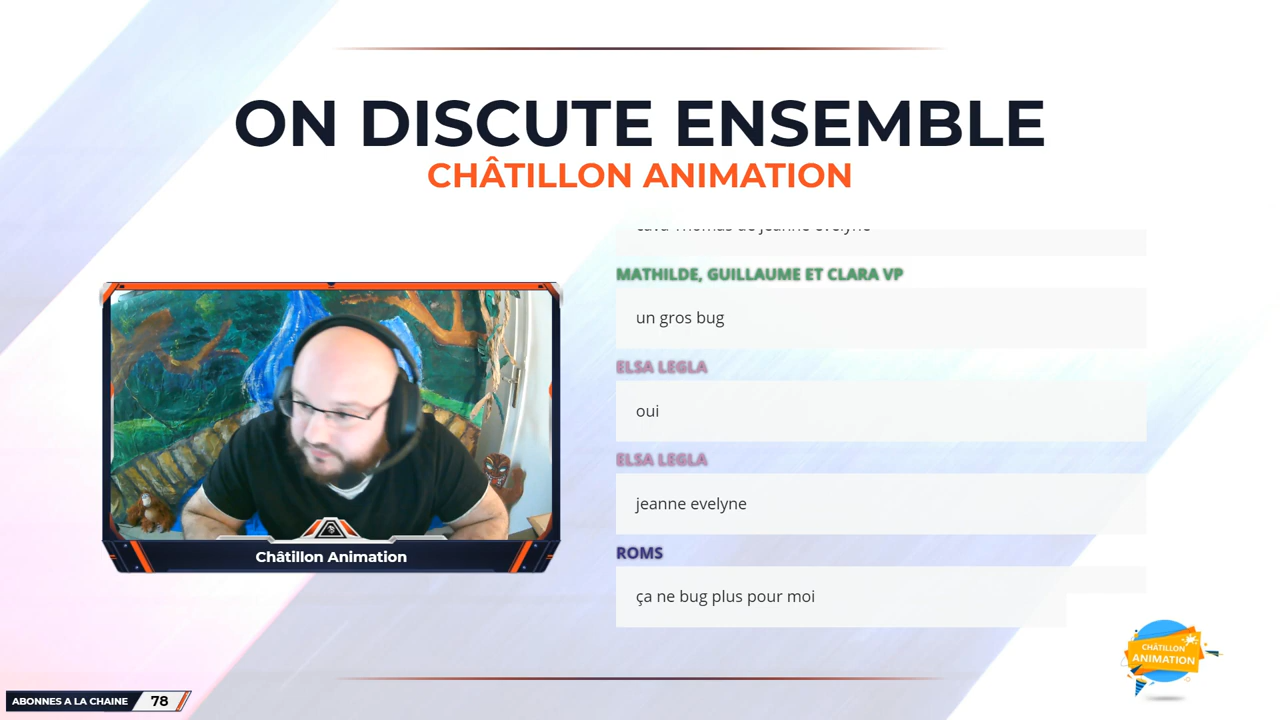 ON DISCUTE ENSEMBLE
CHÂTILLON ANIMATION
MATHILDE, GUILLAUME ET CLARA VP
un gros bug
ELSA LEGLA
oui
ELSA LEGLA
jeanne evelyne
ROMS
ça ne bug plus pour moi
Châtillon Animation
CHÂTILLON
ANIMATION
ABONNES A LA CHAINE 78